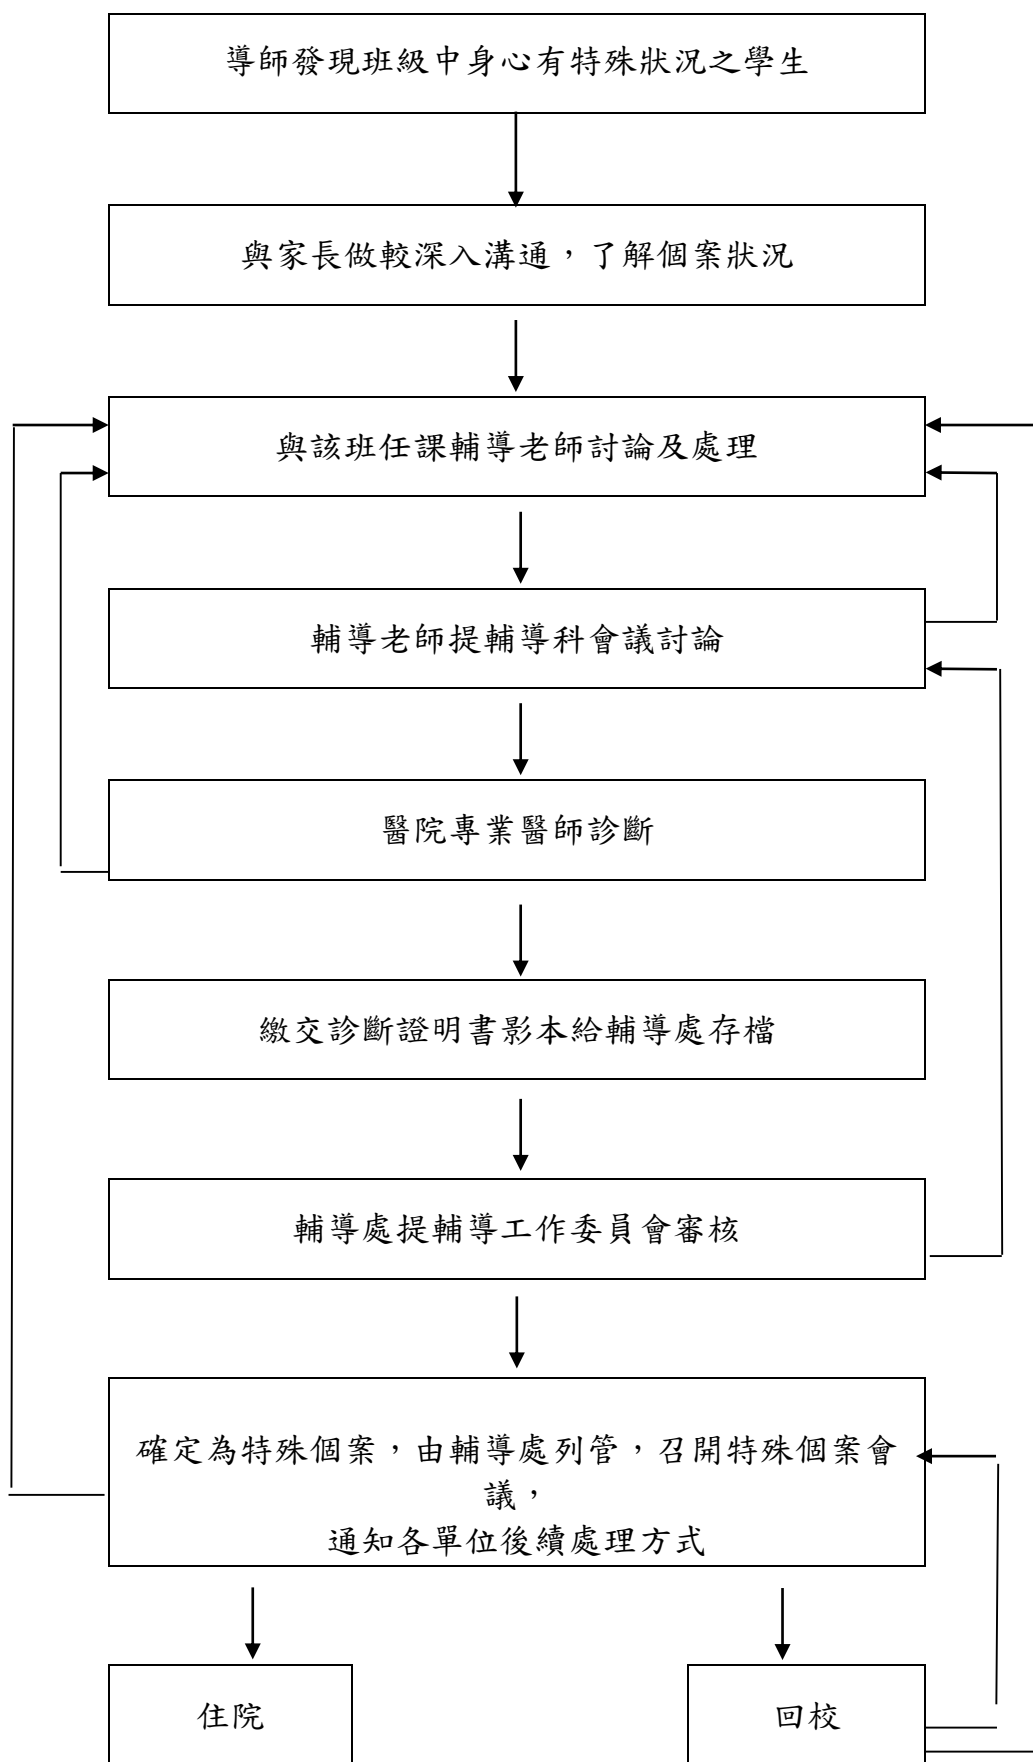 導師發現班級中身心有特殊狀況之學生
與家長做較深入溝通，了解個案狀況
與該班任課輔導老師討論及處理
輔導老師提輔導科會議討論
醫院專業醫師診斷
繳交診斷證明書影本給輔導處存檔
輔導處提輔導工作委員會審核
確定為特殊個案，由輔導處列管，召開特殊個案會
議，
通知各單位後續處理方式
住院
回校